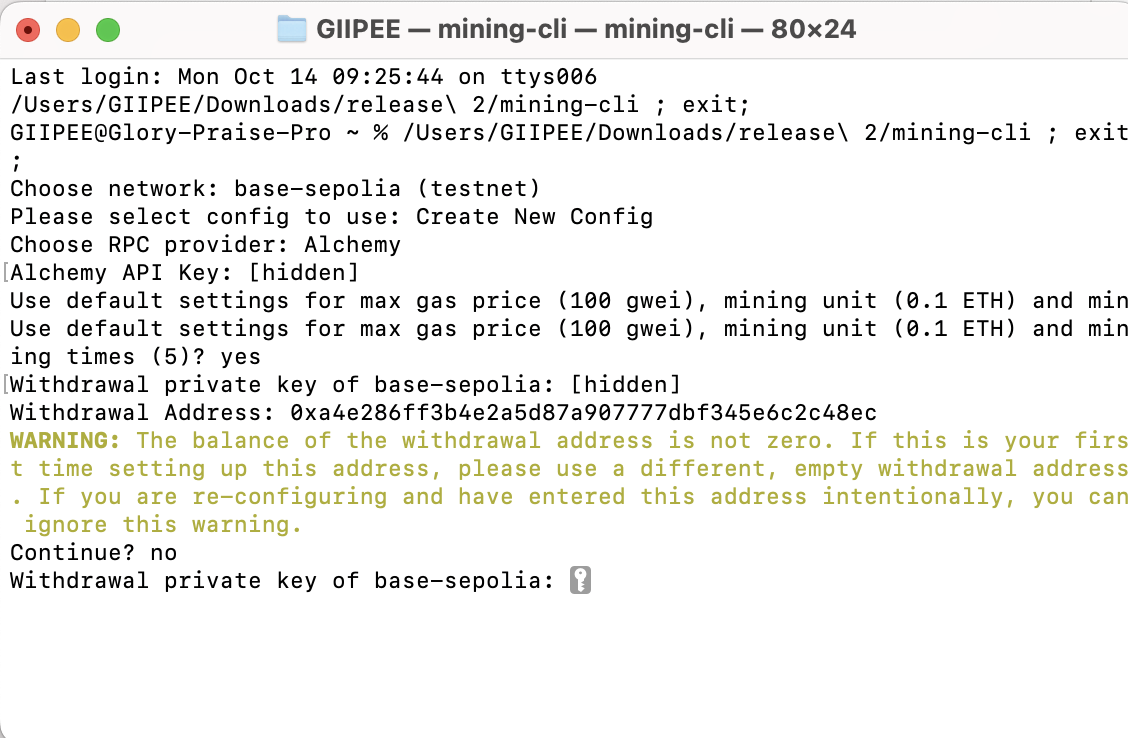 GIIPEE — mining-cli — mining-cli — 80×24
Last login: Mon Oct 14 09:25:44 on ttys006
/Users/GIIPEE/Downloads/release\ 2/mining-cli ; exit;
GIIPEE@Glory-Praise-Pro ~ % /Users/GIIPEE/Downloads/release\ 2/mining-cli ; exit
;
Choose network: base-sepolia (testnet)
Please select config to use: Create New Config
Choose RPC provider: Alchemy
[Alchemy API Key: [hidden]
Use default settings for max gas price (100 gwei), mining unit (0.1 ETH) and min
Use default settings for max gas price (100 gwei), mining unit (0.1 ETH) and min
ing times (5)? yes
[Withdrawal private key of base-sepolia: [hidden]
Withdrawal Address: 0xa4e286ff3b4e2a5d87a907777dbf345e6c2c48ec
WARNING: The balance of the withdrawal address is not zero. If this is your firs
t time setting up this address, please use a different, empty withdrawal address
. If you are re-configuring and have entered this address intentionally, you can
 ignore this warning.
Continue? no
Withdrawal private key of base-sepolia: